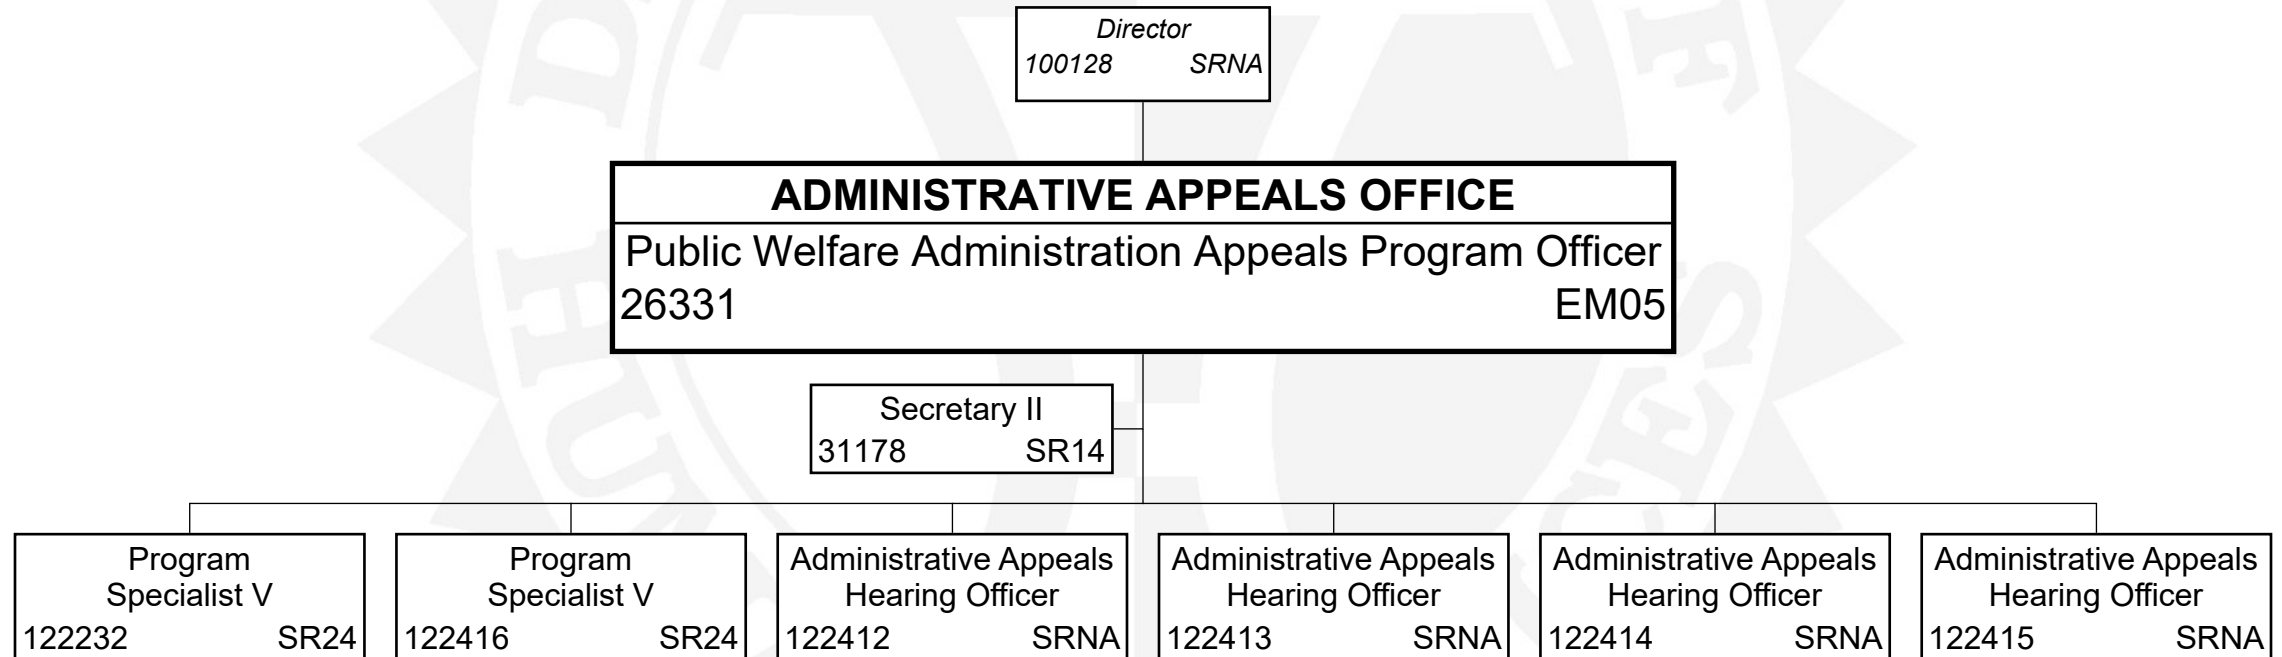 Director
100128 SRNA
ADMINISTRATIVE APPEALS OFFICE
Public Welfare Administration Appeals Program Officer
26331 EM05
Secretary II
31178 SR14
Program
Specialist V
122232 SR24
Program
Specialist V
122416 SR24
Administrative Appeals
Hearing Officer
122412 SRNA
Administrative Appeals
Hearing Officer
122413 SRNA
Administrative Appeals
Hearing Officer
122414 SRNA
Administrative Appeals
Hearing Officer
122415 SRNA